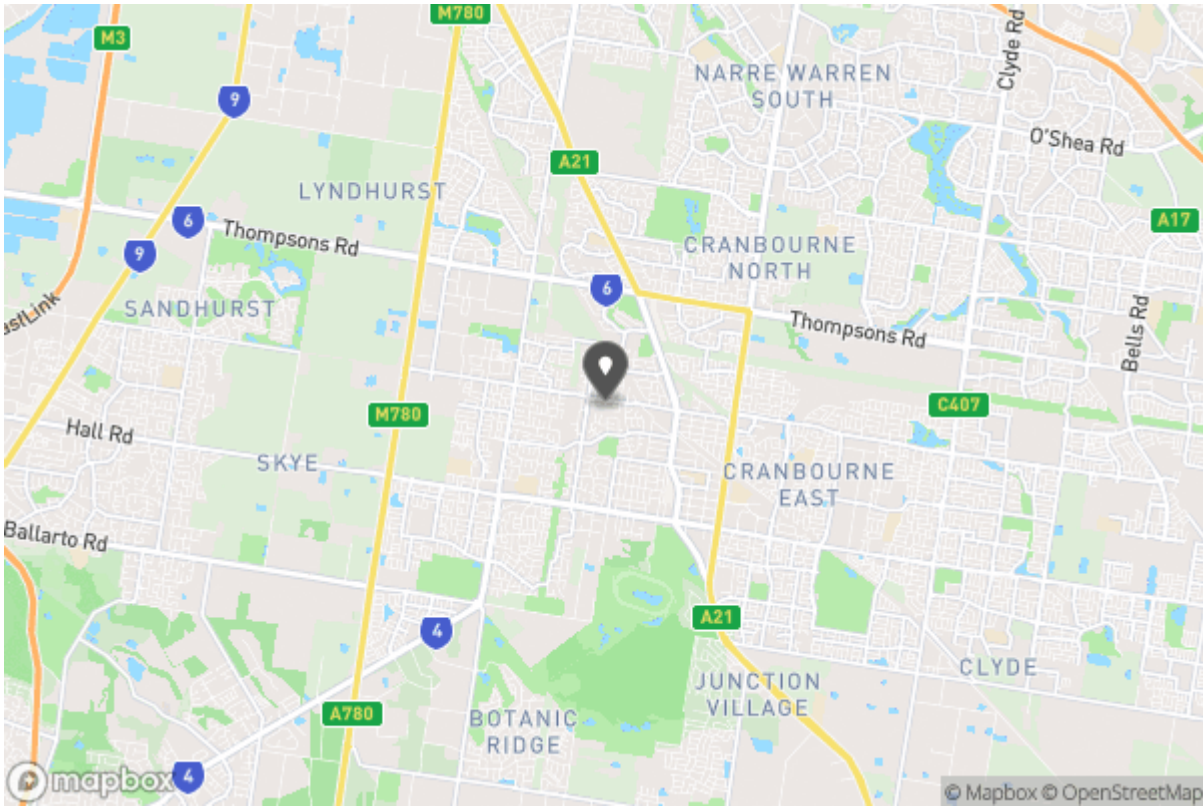 M780
M3
Clyde Rd
NARRE WARREN
SOUTH
9
O'Shea Rd
A21
LYNDHURST
6
A17
Thompsons Rd
CRANBOURNE
NORTH
9
6
SANDHURST
astLink
Thompsons Rd
Bells Rd
M780
C407
Hall Rd
SKYE
CRANBOURNE
EAST
Ballarto Rd
A21
4
CLYDE
JUNCTION
VILLAGE
A780
BOTANIC
RIDGE
4
mapbox
© Mapbox © OpenStreetMap